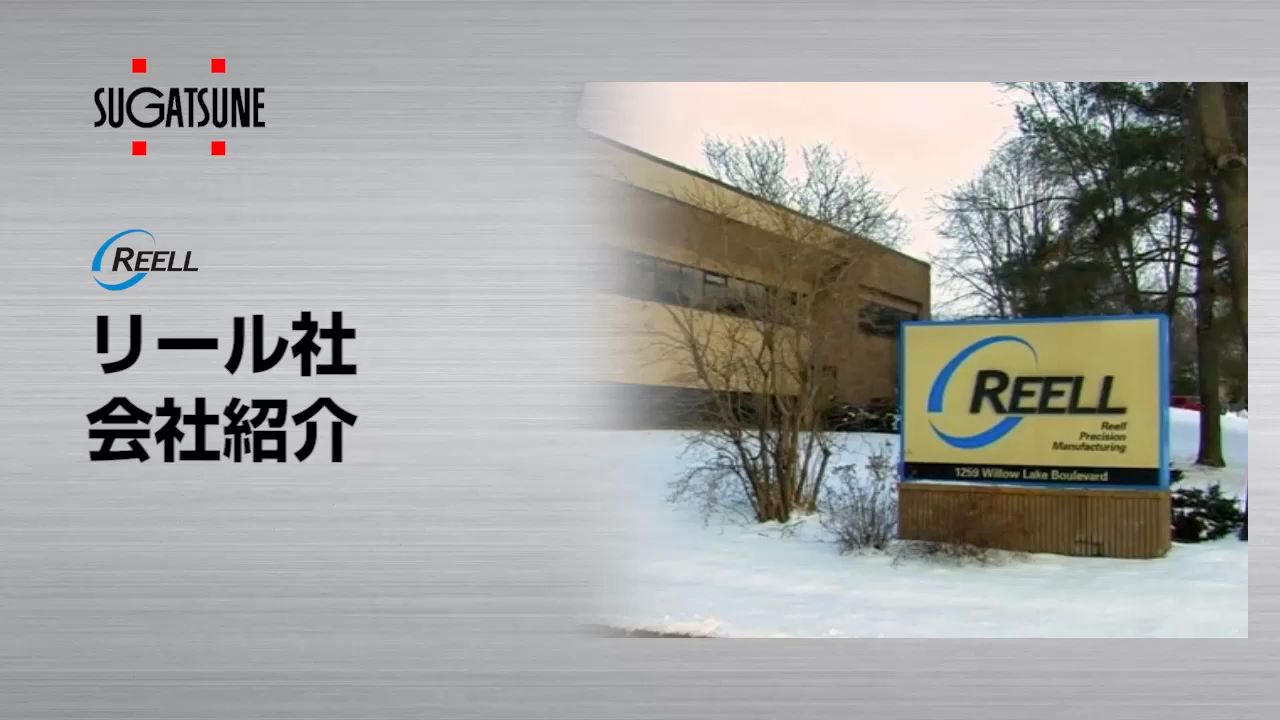 SUGATSUNE
REELL
リール社
会社紹介
REELL
Reell
Precision
Manufacturing
1259 Willow Lake Boulevard